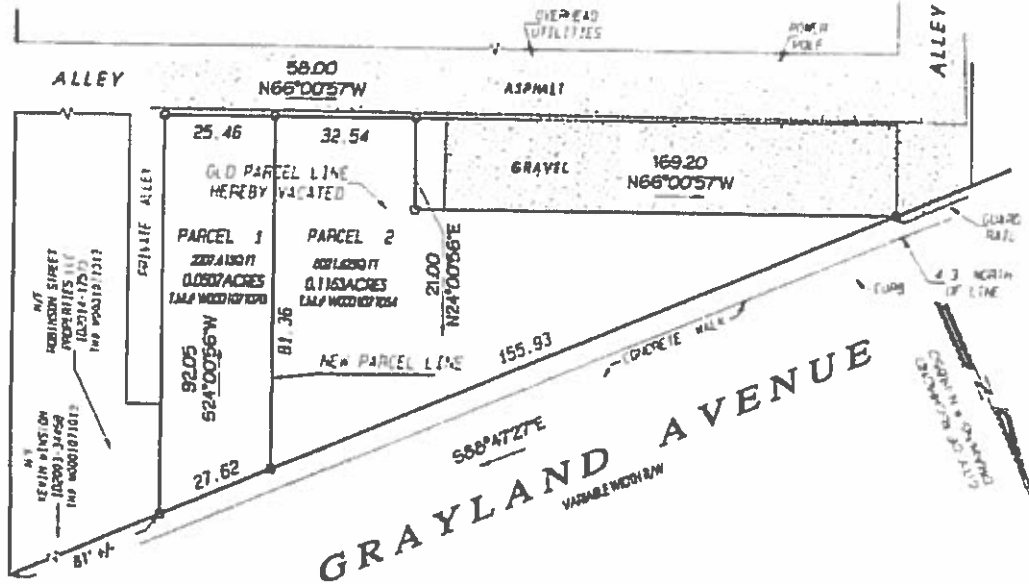 OVERHEAD
UTILITIES
POWER
POLE
ALLEY
ALLEY
58.00
N66°00'57"W
ASPHALT
25.46
32.54
GRAVEL
169.20
N66°00'57"W
OLD PARCEL LINE
HEREBY VACATED
PRIVATE ALLEY
PARCEL 1
0.0507ACRES
PARCEL 2
0.1163ACRES
21.00
N24°00'56"E
GUARD
RAIL
4.3 NORTH
OF LINE
CURB
N/F
ROBINSON STREET
PROPERTIES LLC
92.05
S24°00'56"W
81.36
NEW PARCEL LINE
155.93
CONCRETE WALK
N/F
KEVIN WINSTON
27.62
S88°47'27"E
GRAYLAND AVENUE
VARIABLE WIDTH R/W
81' +/-
CITY OF RICHMOND